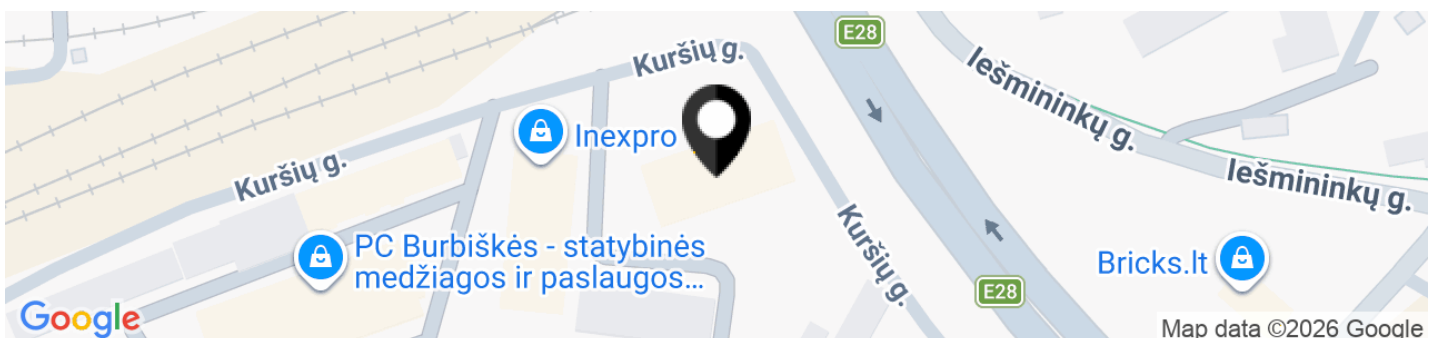 E28
Kuršių g.
Iešmininkų g.
Inexpro
Kuršių g.
Iešmininkų g.
Kuršių g.
PC Burbiškės - statybinės
medžiagos ir paslaugos...
Bricks.lt
E28
Google
Map data ©2026 Google